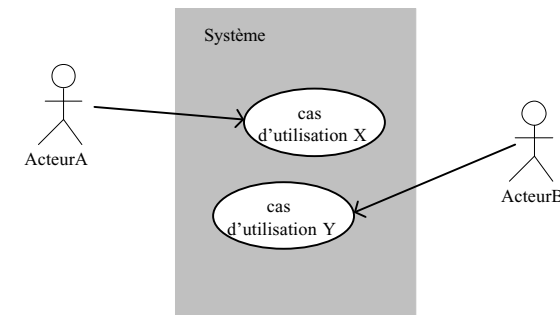 Système
cas
d'utilisation X
ActeurA
cas
d'utilisation Y
ActeurB